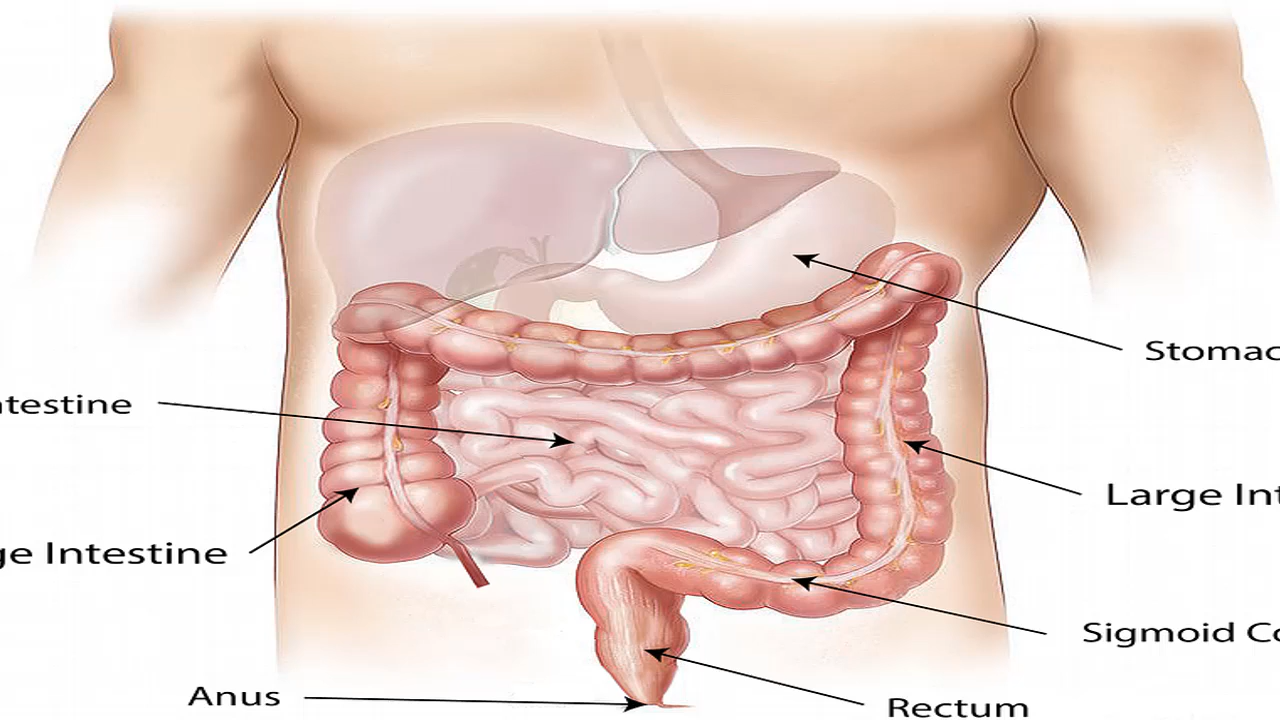 Stomac
ntestine
Large Int
ge Intestine
Sigmoid Co
Anus
Rectum